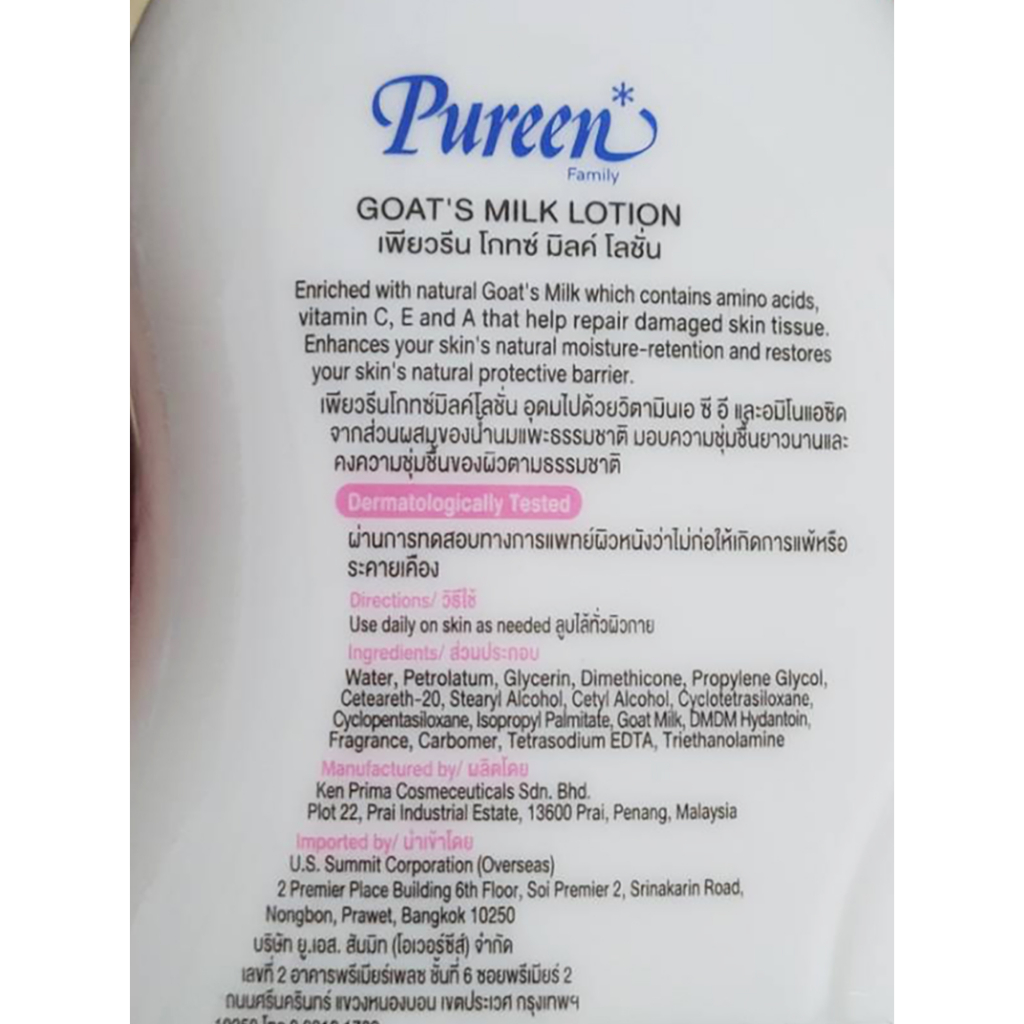 Pureen*
Family
GOAT'S MILK LOTION
เพียวรีน โกทซ์ มิลค์ โลชั่น
Enriched with natural Goat's Milk which contains amino acids,
vitamin C, E and A that help repair damaged skin tissue.
Enhances your skin's natural moisture-retention and restores
your skin's natural protective barrier.
เพียวรีนโกทซ์มิลค์โลชั่น อุดมไปด้วยวิตามินเอ ซี อี และอมิโนแอซิด
จากส่วนผสมของน้ำนมแพะธรรมชาติ มอบความชุ่มชื้นยาวนานและ
คงความชุ่มชื้นของผิวตามธรรมชาติ
Dermatologically Tested
ผ่านการทดสอบทางการแพทย์ผิวหนังว่าไม่ก่อให้เกิดการแพ้หรือ
ระคายเคือง
Directions/ วิธีใช้
Use daily on skin as needed ลูบไล้ทั่วผิวกาย
Ingredients/ ส่วนประกอบ
Water, Petrolatum, Glycerin, Dimethicone, Propylene Glycol,
Ceteareth-20, Stearyl Alcohol, Cetyl Alcohol, Cyclotetrasiloxane,
Cyclopentasiloxane, Isopropyl Palmitate, Goat Milk, DMDM Hydantoin,
Fragrance, Carbomer, Tetrasodium EDTA, Triethanolamine
Manufactured by/ ผลิตโดย
Ken Prima Cosmeceuticals Sdn. Bhd.
Plot 22, Prai Industrial Estate, 13600 Prai, Penang, Malaysia
Imported by/ นำเข้าโดย
U.S. Summit Corporation (Overseas)
2 Premier Place Building 6th Floor, Soi Premier 2, Srinakarin Road,
Nongbon, Prawet, Bangkok 10250
บริษัท ยู.เอส. สัมมิท (โอเวอร์ซีส์) จำกัด
เลขที่ 2 อาคารพรีเมียร์เพลซ ชั้นที่ 6 ซอยพรีเมียร์ 2
ถนนศรีนครินทร์ แขวงหนองบอน เขตประเวศ กรุงเทพฯ